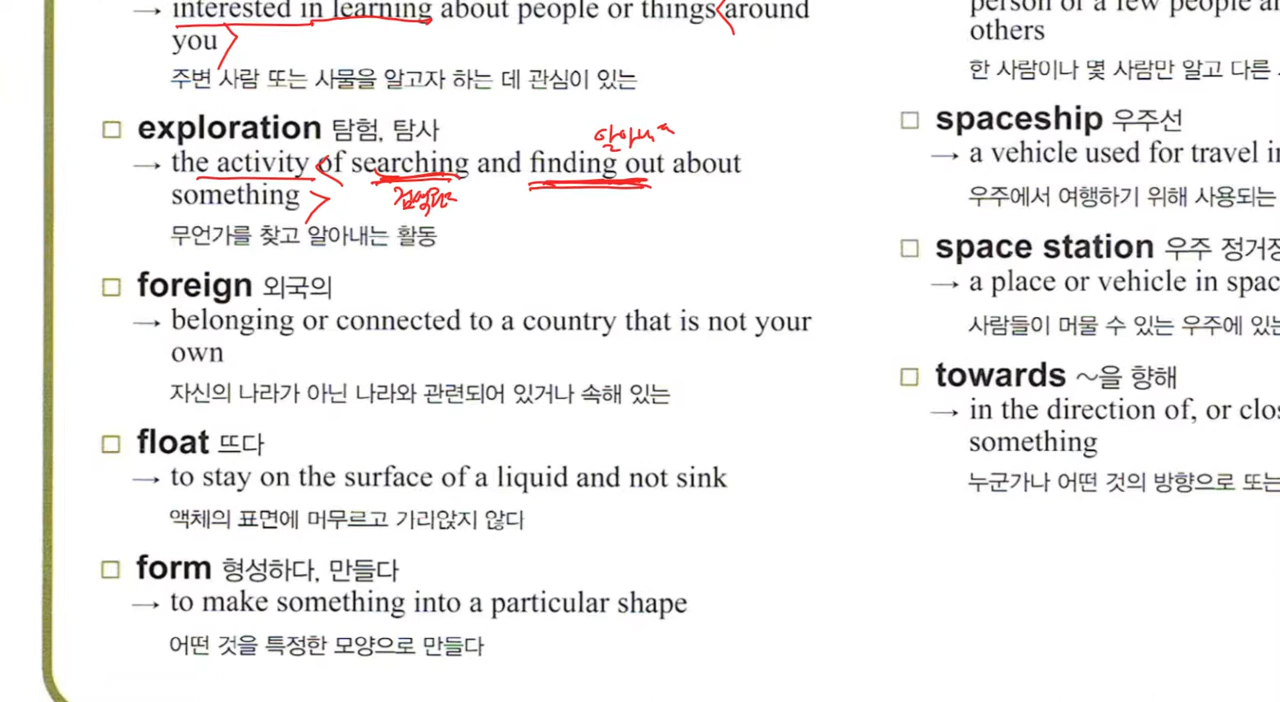 → interested in learning about people or things around
you
주변 사람 또는 사물을 알고자 하는 데 관심이 있는
□ exploration 탐험, 탐사
알아내
→ the activity of searching and finding out about
something
무언가를 찾고 알아내는 활동
□ foreign 외국의
→ belonging or connected to a country that is not your
own
자신의 나라가 아닌 나라와 관련되어 있거나 속해 있는
□ float 뜨다
→ to stay on the surface of a liquid and not sink
액체의 표면에 머무르고 기라앉지 않다
□ form 형성하다, 만들다
→ to make something into a particular shape
어떤 것을 특정한 모양으로 만들다
person or a few people
others
한 사람이나 몇 사람만 알고 다른
□ spaceship 우주선
→ a vehicle used for travel
우주에서 여행하기 위해 사용되는
□ space station 우주 정거장
→ a place or vehicle in
사람들이 머물 수 있는 우주에
□ towards ~을 향해
→ in the direction of, or
something
누군가나 어떤 것의 방향으로 또는